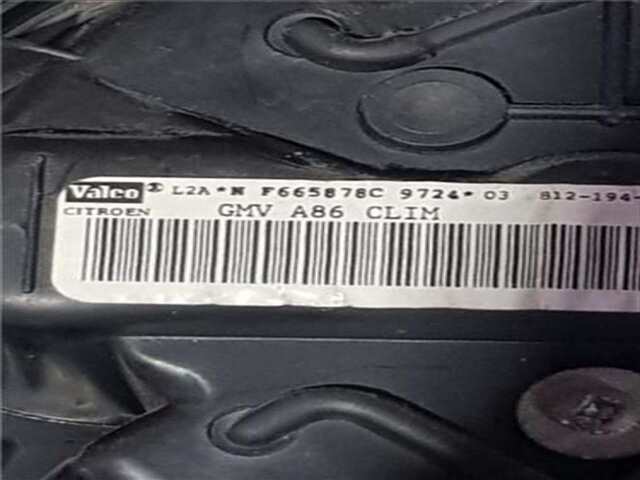 Valeo L2A*N F665878C 9724*03 812-194
CITROEN GMV A86 CLIM